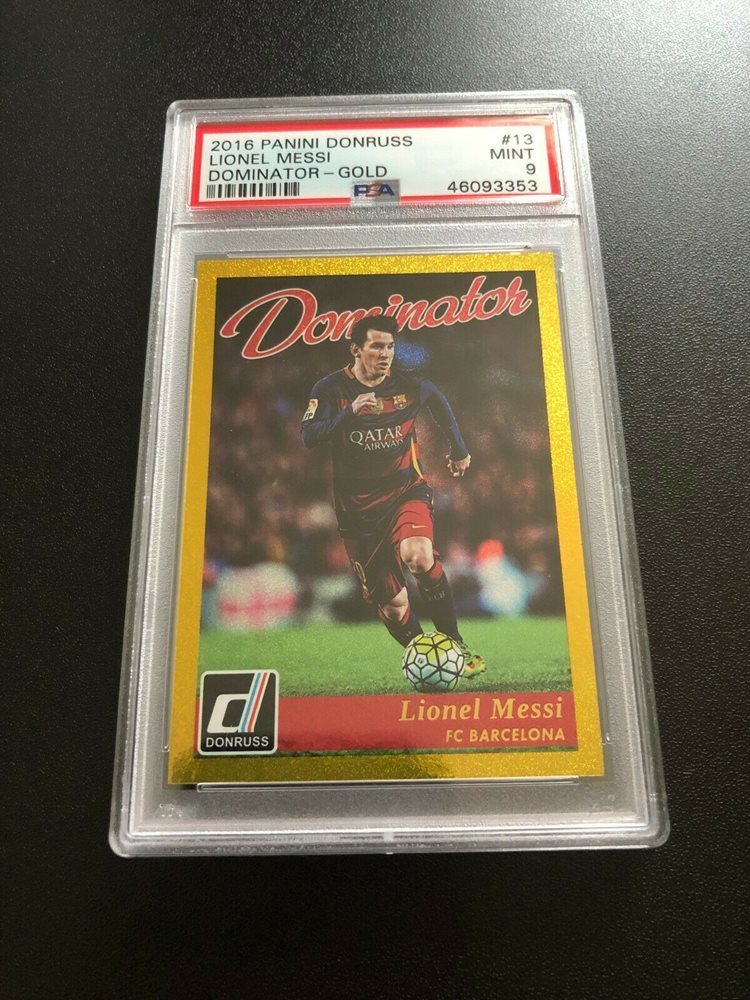 2016 PANINI DONRUSS #13
LIONEL MESSI MINT
DOMINATOR - GOLD 9
PSA 46093353
Dominator
QATAR
AIRWAYS
DONRUSS
Lionel Messi
FC BARCELONA